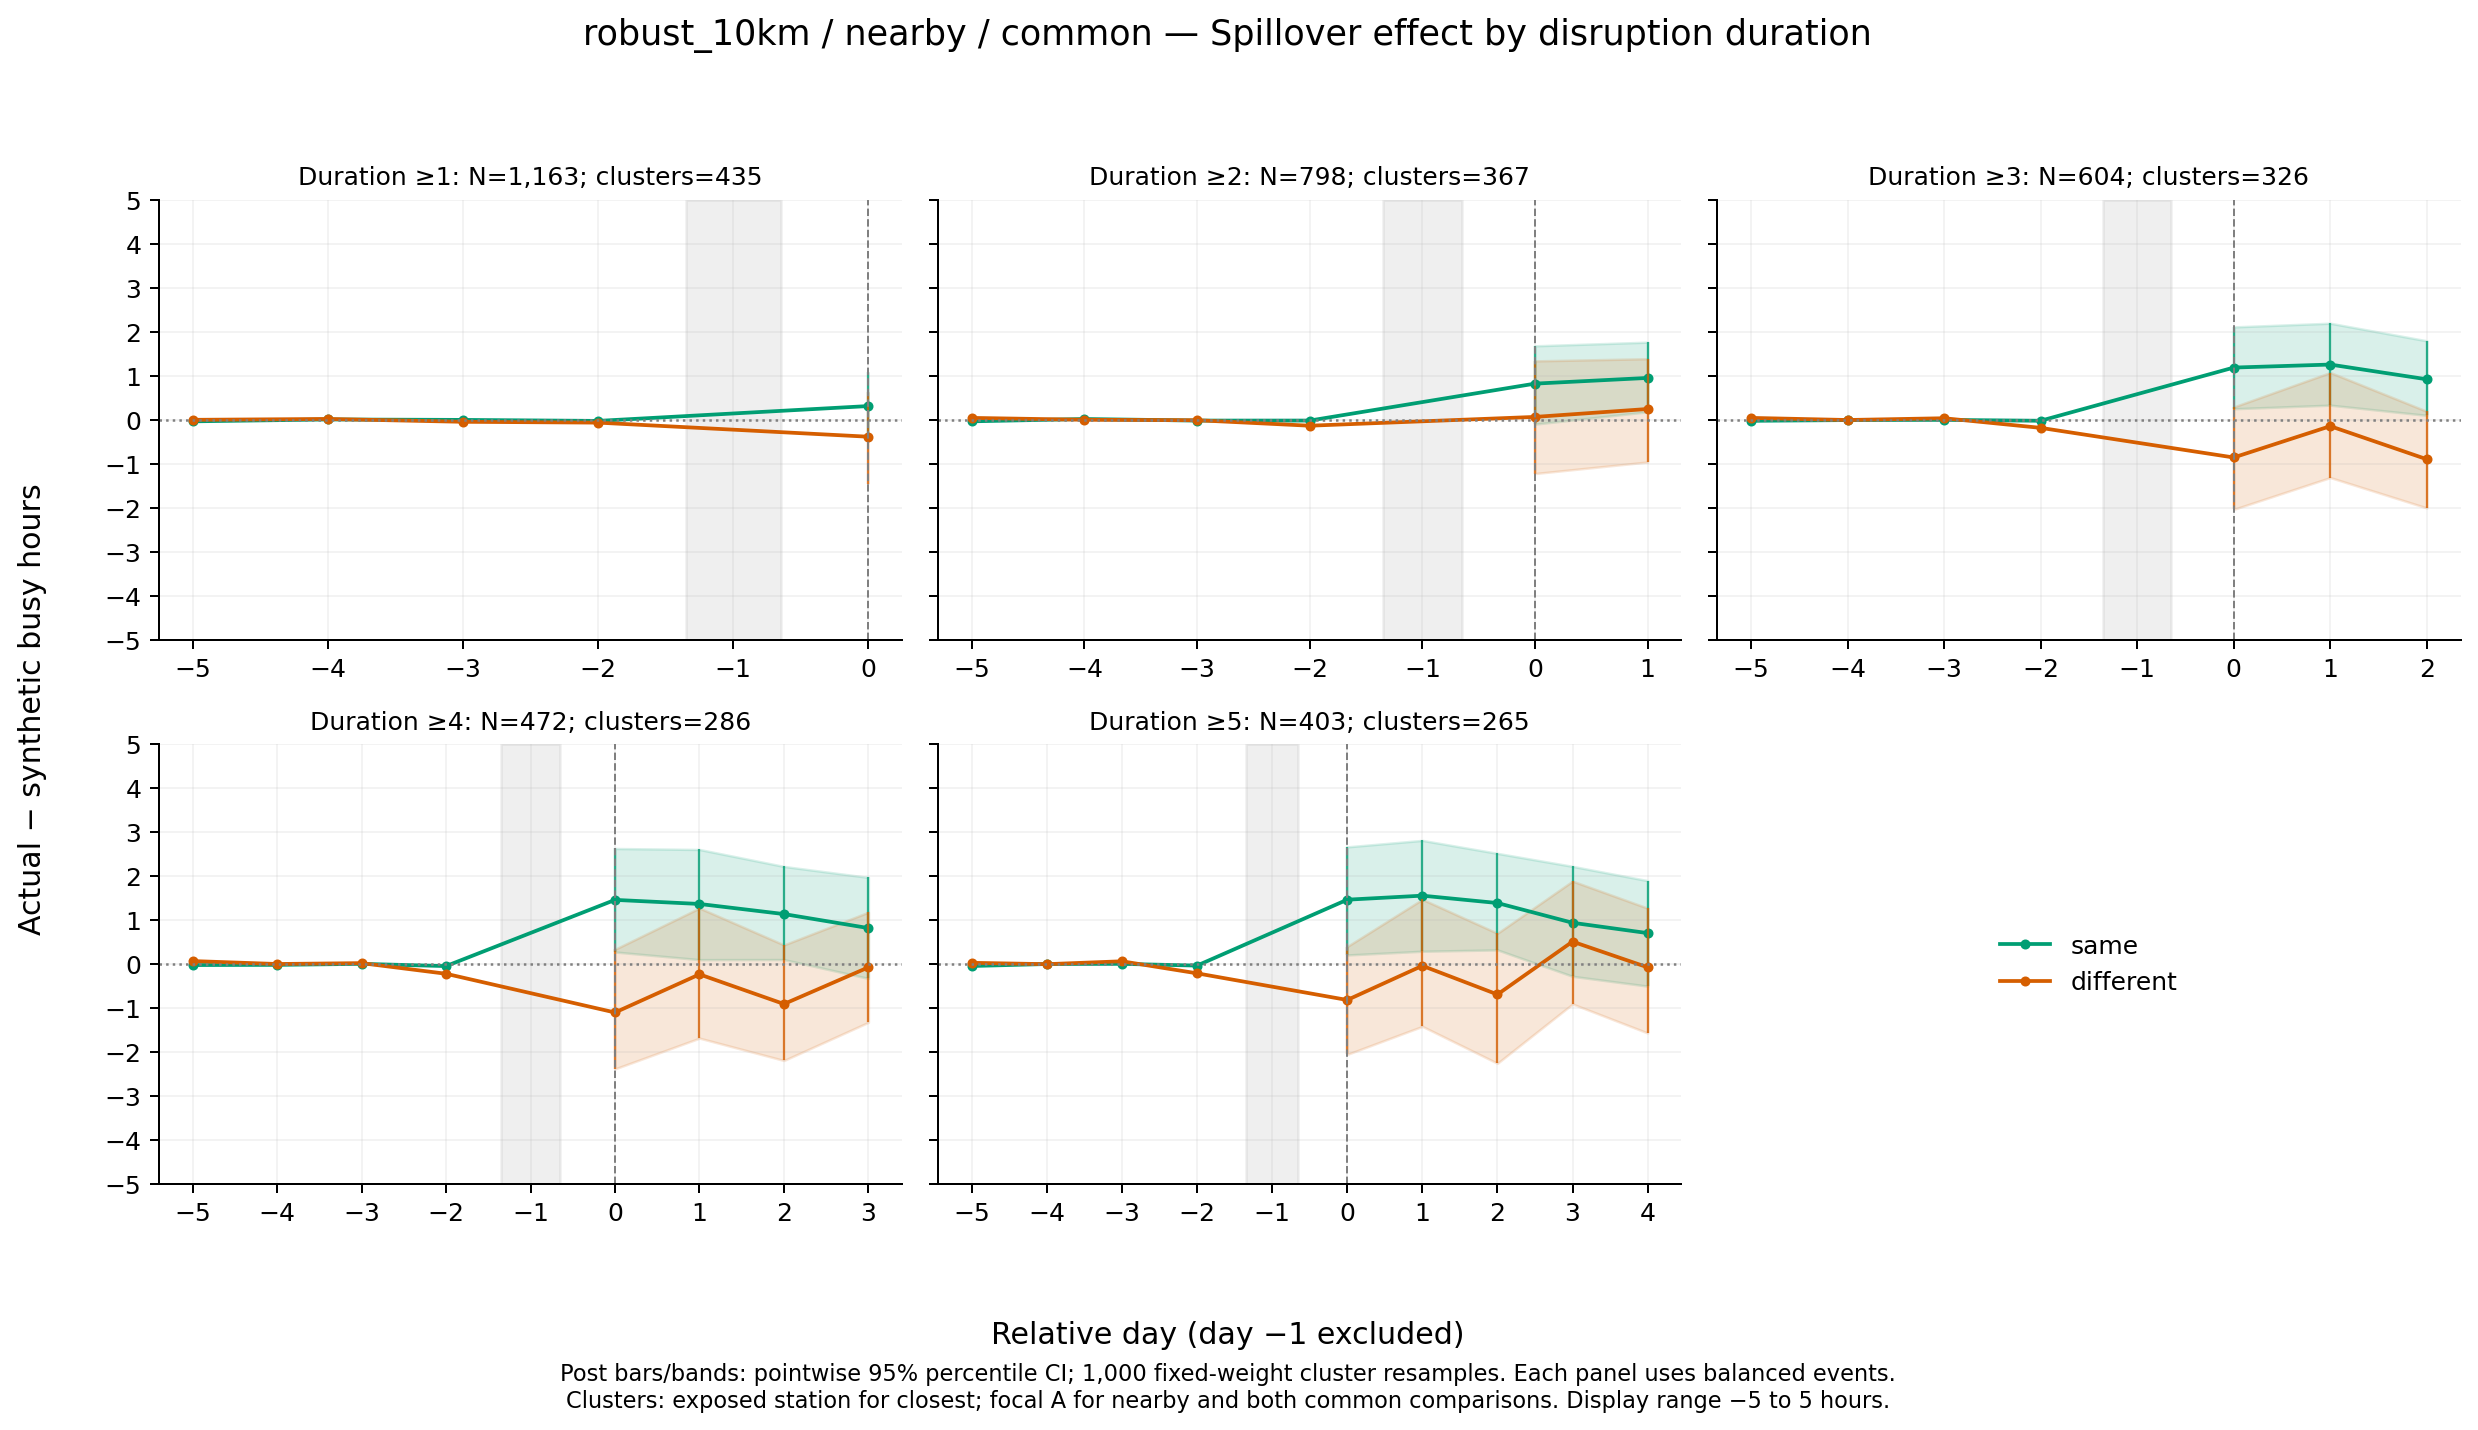 robust_10km / nearby / common — Spillover effect by disruption duration
Duration ≥1: N=1,163; clusters=435
Duration ≥2: N=798; clusters=367
Duration ≥3: N=604; clusters=326
5
4
3
2
1
0
−1
−2
−3
−4
−5
−5 −4 −3 −2 −1 0
−5 −4 −3 −2 −1 0 1
−5 −4 −3 −2 −1 0 1 2
Actual − synthetic busy hours
Duration ≥4: N=472; clusters=286
Duration ≥5: N=403; clusters=265
5
4
3
2
1
0
−1
−2
−3
−4
−5
−5 −4 −3 −2 −1 0 1 2 3
−5 −4 −3 −2 −1 0 1 2 3 4
same
different
Relative day (day −1 excluded)
Post bars/bands: pointwise 95% percentile CI; 1,000 fixed-weight cluster resamples. Each panel uses balanced events.
Clusters: exposed station for closest; focal A for nearby and both common comparisons. Display range −5 to 5 hours.